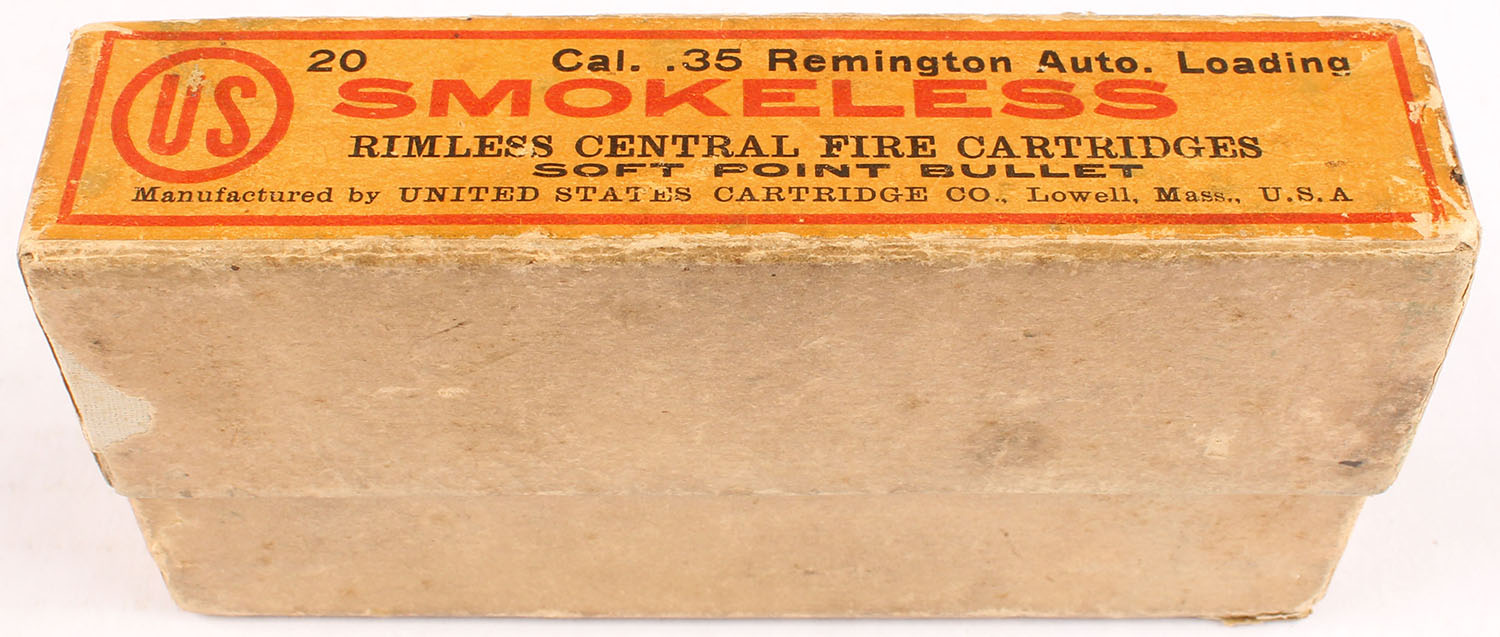 US
20 Cal. .35 Remington Auto. Loading
SMOKELESS
RIMLESS CENTRAL FIRE CARTRIDGES
SOFT POINT BULLET
Manufactured by UNITED STATES CARTRIDGE CO., Lowell, Mass., U.S.A